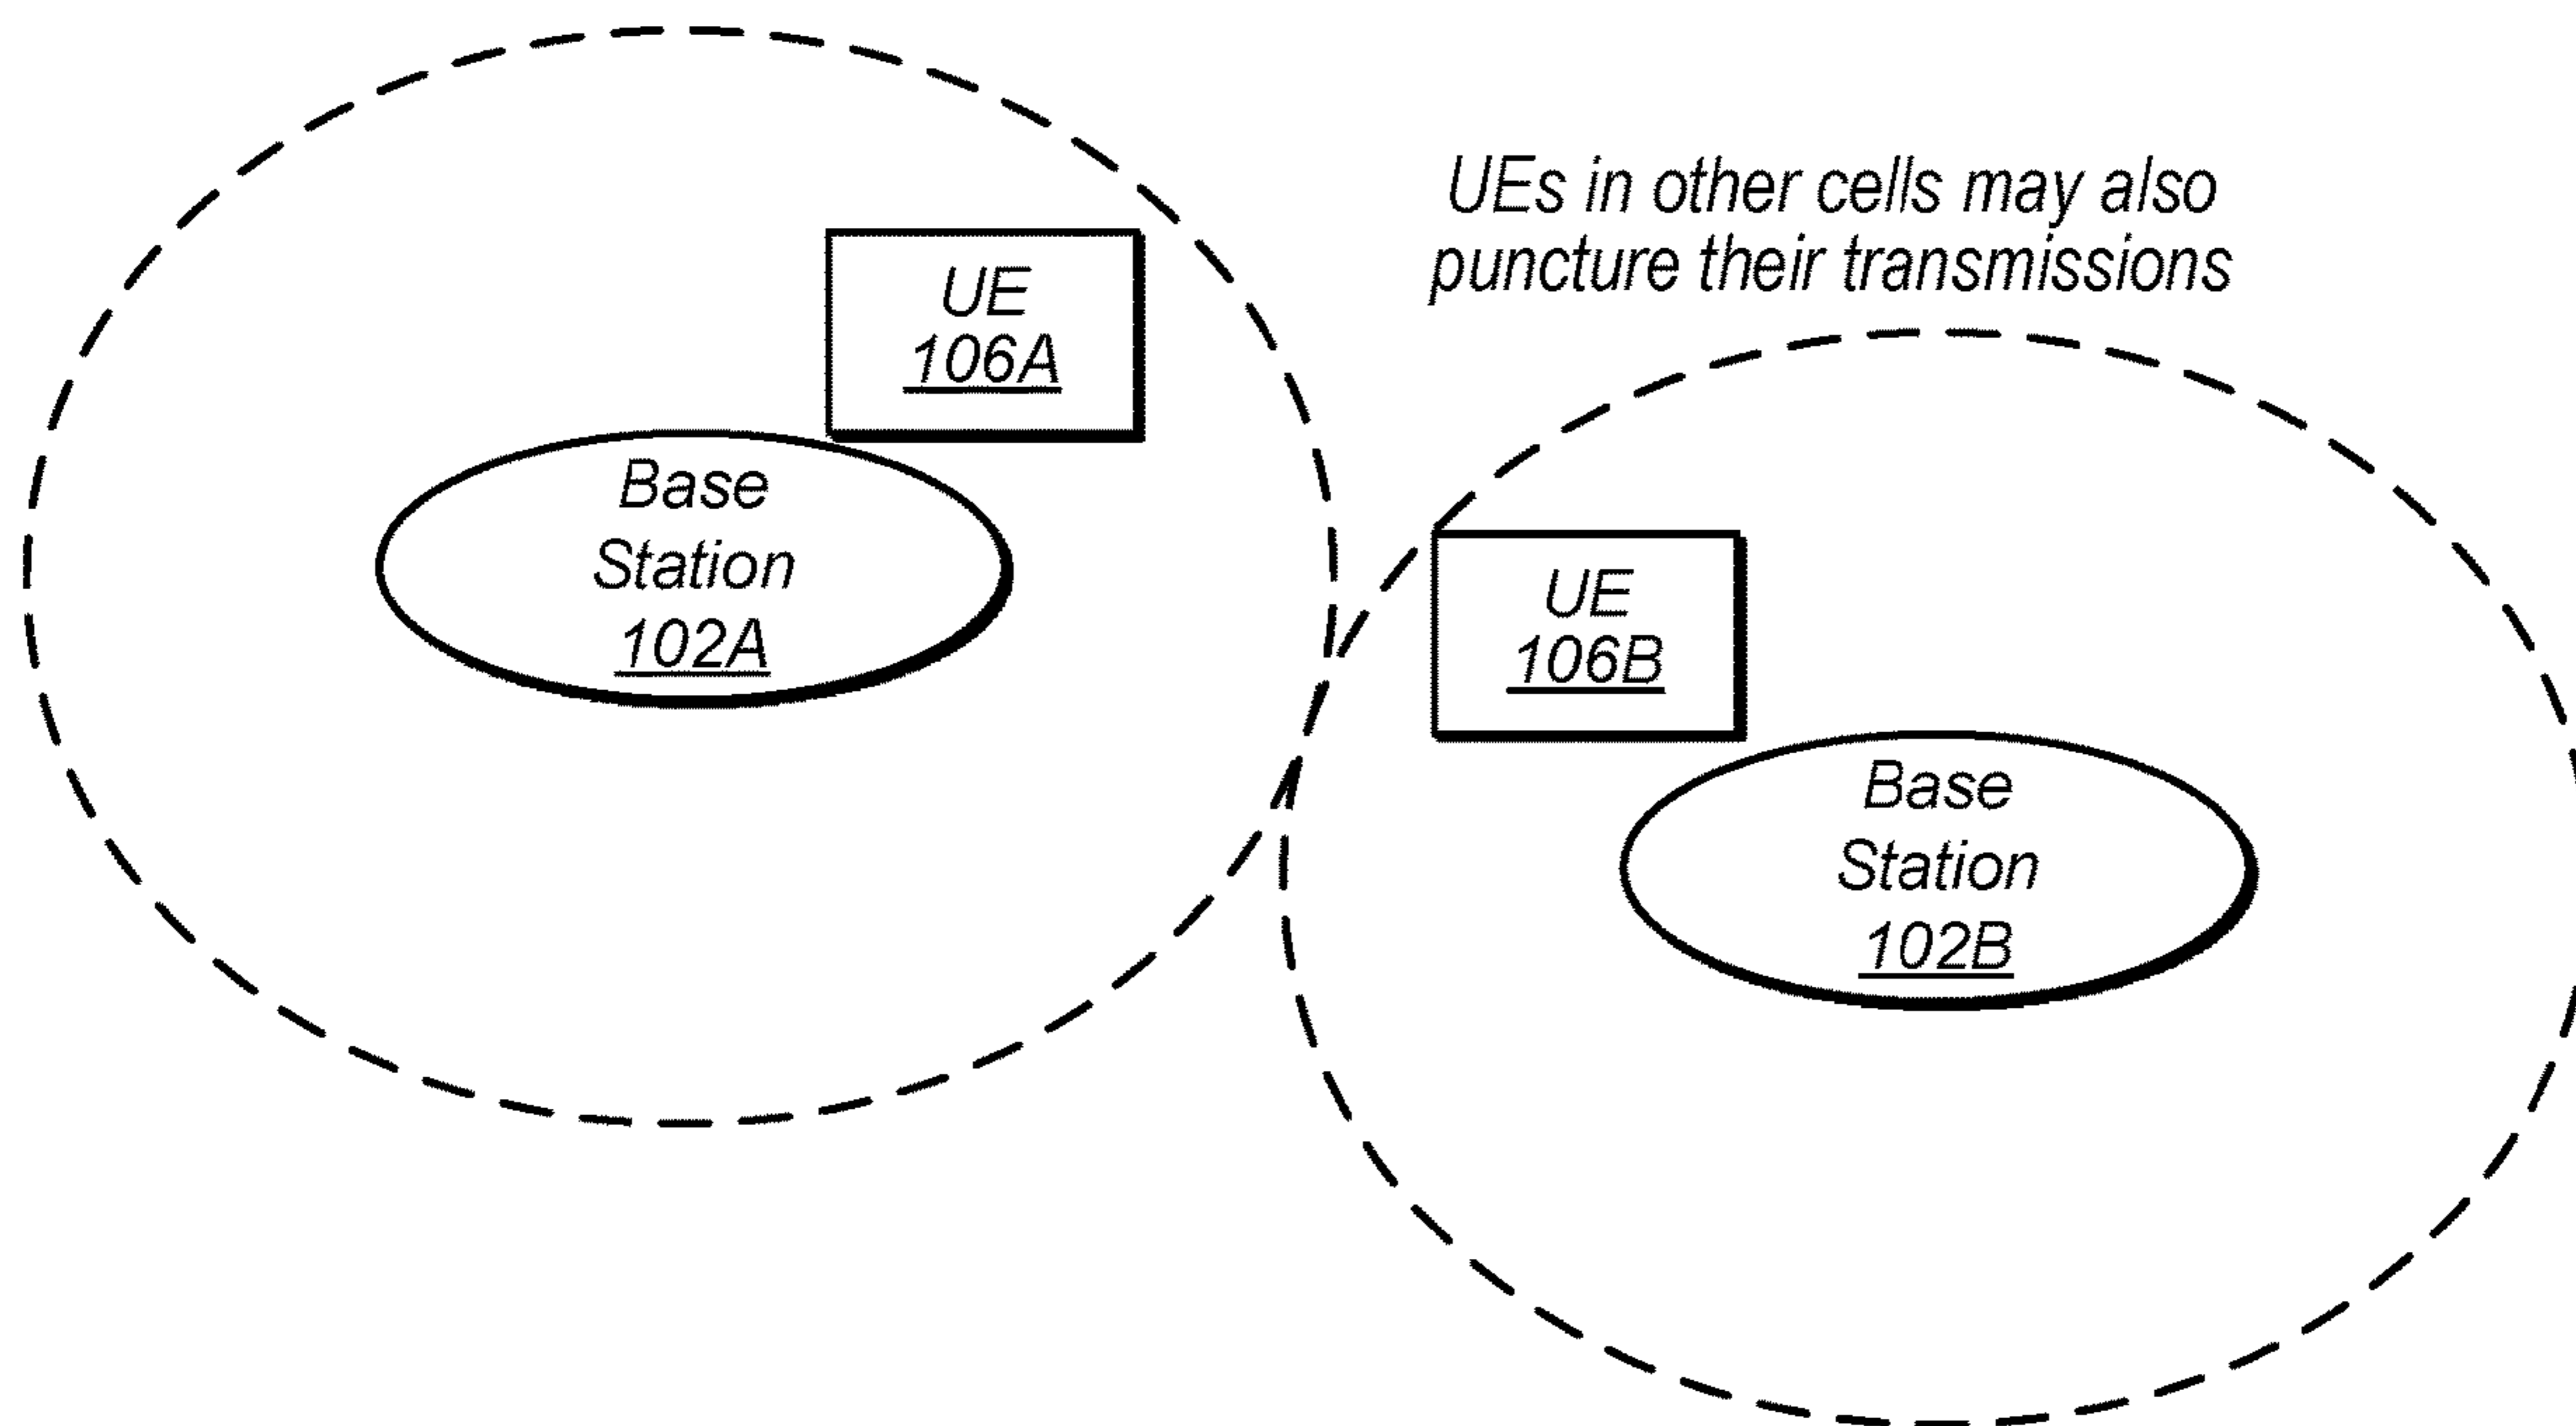 UEs in other cells may also
puncture their transmissions
UE
106A
Base
Station
102A
UE
106B
Base
Station
102B